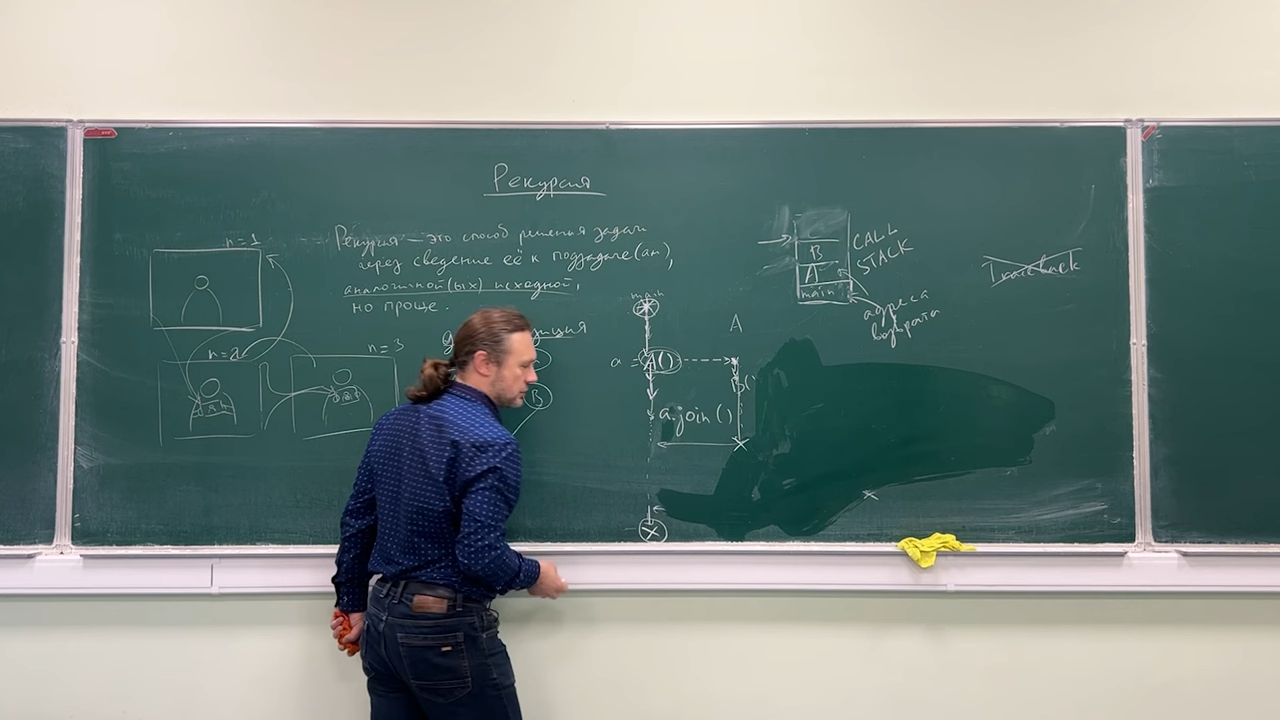 Рекурсия
Рекурсия — это способ решения задачи
через сведение её к подзадаче(ам),
аналогичной(ых) исходной,
но проще.
n=1
n=2
n=3
A
B
B
main
a = A()
A
a.join()
C
B
A
main
CALL
STACK
адреса
возврата
Traceback